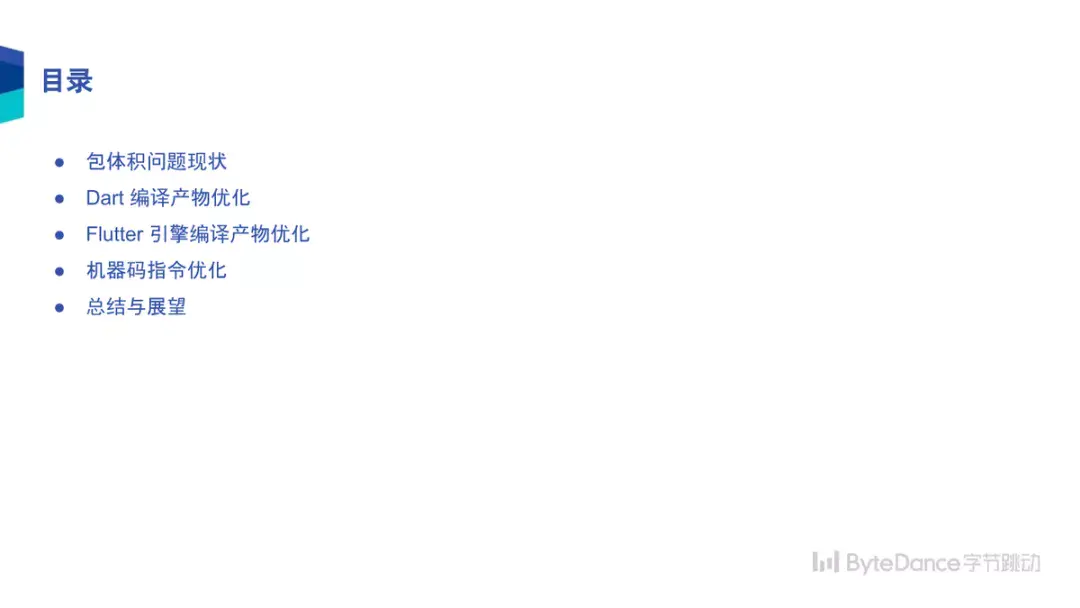 目录
包体积问题现状
Dart 编译产物优化
Flutter 引擎编译产物优化
机器码指令优化
总结与展望
ByteDance字节跳动